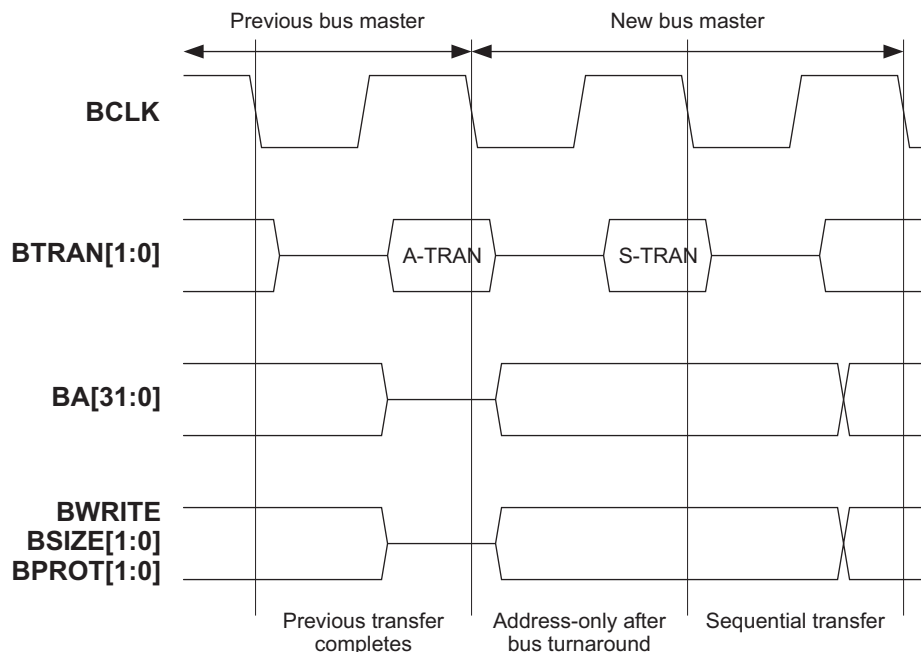 Previous bus master
New bus master
BCLK
BTRAN[1:0]
A-TRAN
S-TRAN
BA[31:0]
BWRITE
BSIZE[1:0]
BPROT[1:0]
Previous transfer
completes
Address-only after
bus turnaround
Sequential transfer